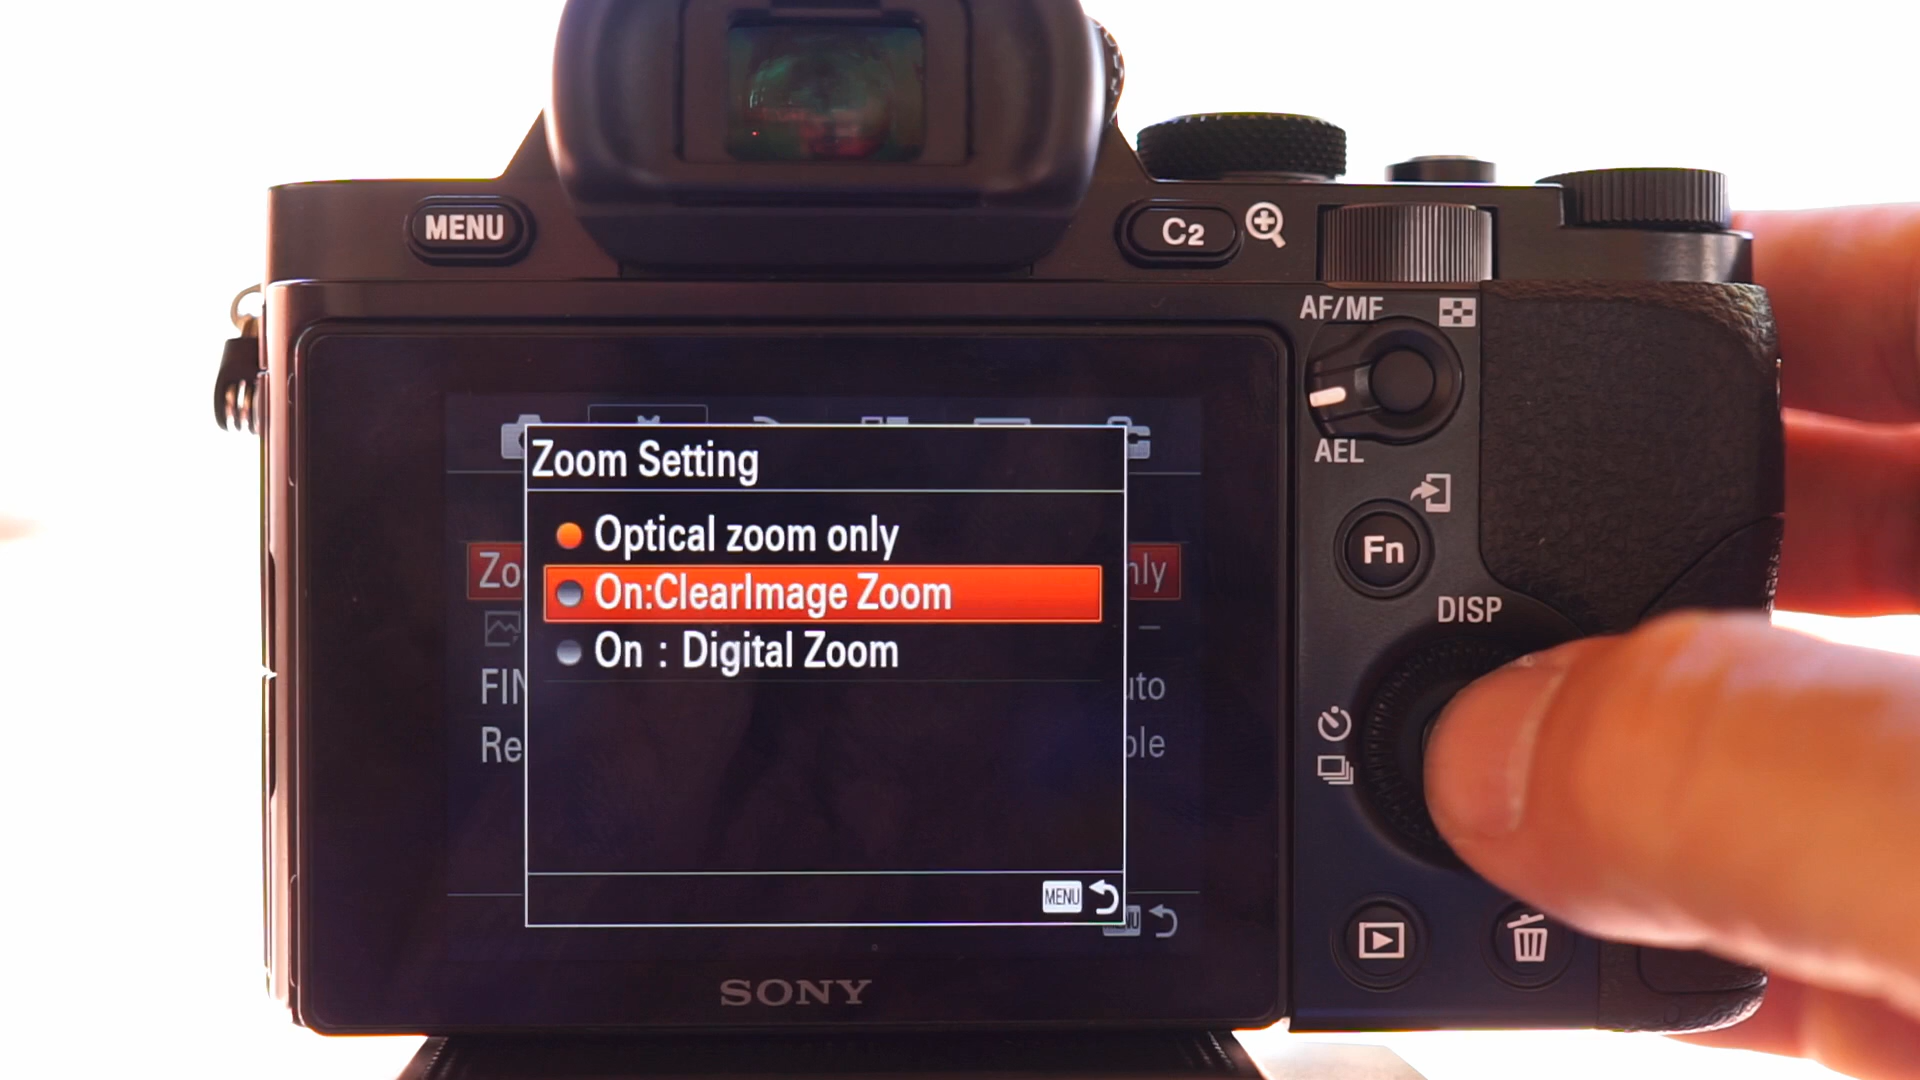 MENU
C2
AF/MF
AEL
Zoom Setting
Optical zoom only
On:ClearImage Zoom
On : Digital Zoom
MENU
Fn
DISP
SONY